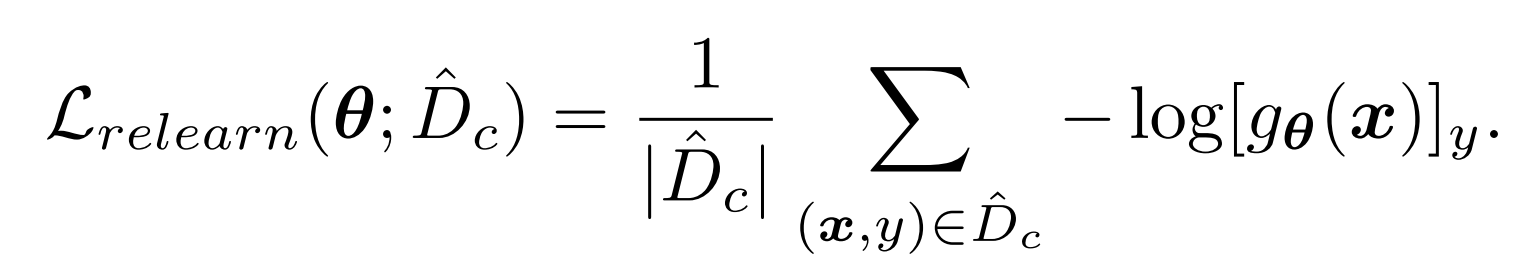 $\boldsymbol{\mathcal{L}}_{relearn}(\boldsymbol{\theta}; \hat{D}_c) = \frac{1}{|\hat{D}_c|} \sum_{(\boldsymbol{x},y)\in \hat{D}_c} -\log[g_{\boldsymbol{\theta}}(\boldsymbol{x})]_y.$